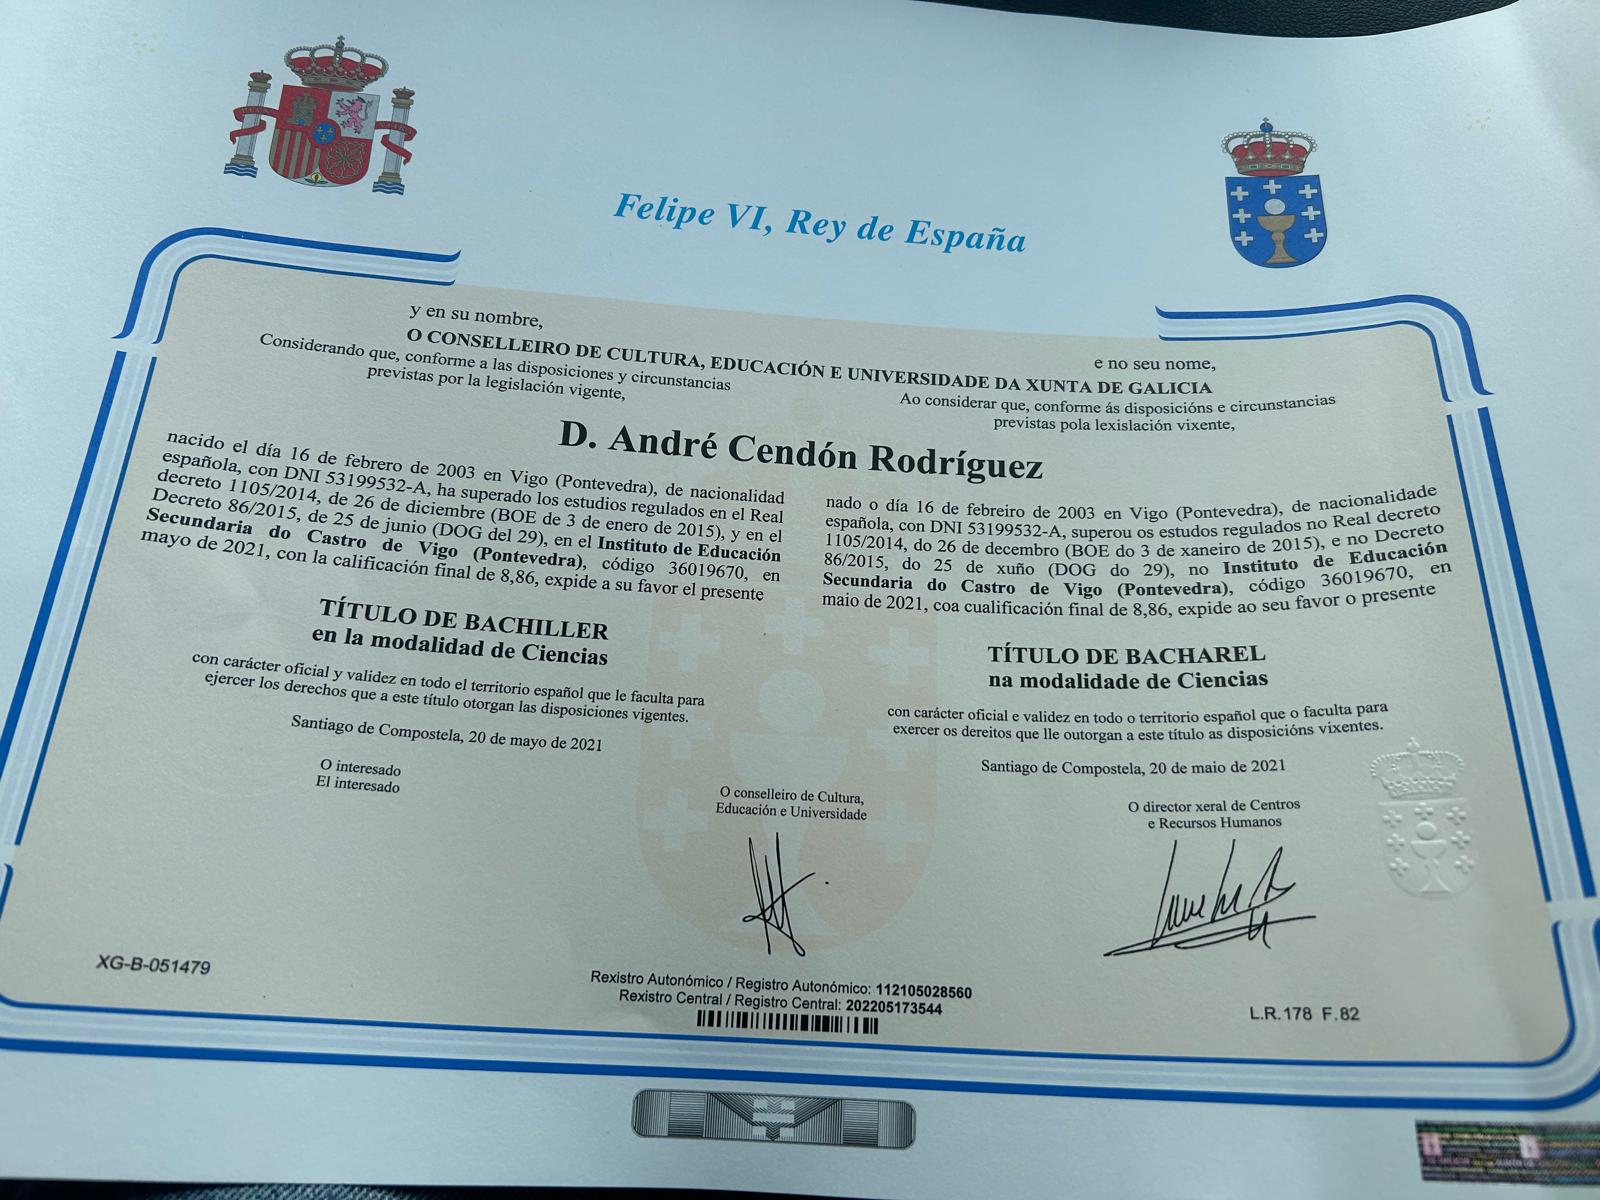 Felipe VI, Rey de España
y en su nombre,
e no seu nome,
O CONSELLEIRO DE CULTURA, EDUCACIÓN E UNIVERSIDADE DA XUNTA DE GALICIA
Considerando que, conforme a las disposiciones y circunstancias
previstas por la legislación vigente,
Ao considerar que, conforme ás disposicións e circunstancias
previstas pola lexislación vixente,
D. André Cendón Rodríguez
nacido el día 16 de febrero de 2003 en Vigo (Pontevedra), de nacionalidad
española, con DNI 53199532-A, ha superado los estudios regulados en el Real
decreto 1105/2014, de 26 de diciembre (BOE de 3 de enero de 2015), y en el
Decreto 86/2015, de 25 de junio (DOG del 29), en el Instituto de Educación
Secundaria do Castro de Vigo (Pontevedra), código 36019670, en
mayo de 2021, con la calificación final de 8,86, expide a su favor el presente
TÍTULO DE BACHILLER
en la modalidad de Ciencias
con carácter oficial y validez en todo el territorio español que le faculta para
ejercer los derechos que a este título otorgan las disposiciones vigentes.
Santiago de Compostela, 20 de mayo de 2021
nado o día 16 de febreiro de 2003 en Vigo (Pontevedra), de nacionalidade
española, con DNI 53199532-A, superou os estudos regulados no Real decreto
1105/2014, do 26 de decembro (BOE do 3 de xaneiro de 2015), e no Decreto
86/2015, do 25 de xuño (DOG do 29), no Instituto de Educación
Secundaria do Castro de Vigo (Pontevedra), código 36019670, en
maio de 2021, coa cualificación final de 8,86, expide ao seu favor o presente
TÍTULO DE BACHAREL
na modalidade de Ciencias
con carácter oficial e validez en todo o territorio español que o faculta para
exercer os dereitos que lle outorgan a este título as disposicións vixentes.
Santiago de Compostela, 20 de maio de 2021
O interesado
El interesado
O conselleiro de Cultura,
Educación e Universidade
O director xeral de Centros
e Recursos Humanos
XG-B-051479
Rexistro Autonómico / Registro Autonómico: 112105028560
Rexistro Central / Registro Central: 202205173544
L.R. 178 F. 82